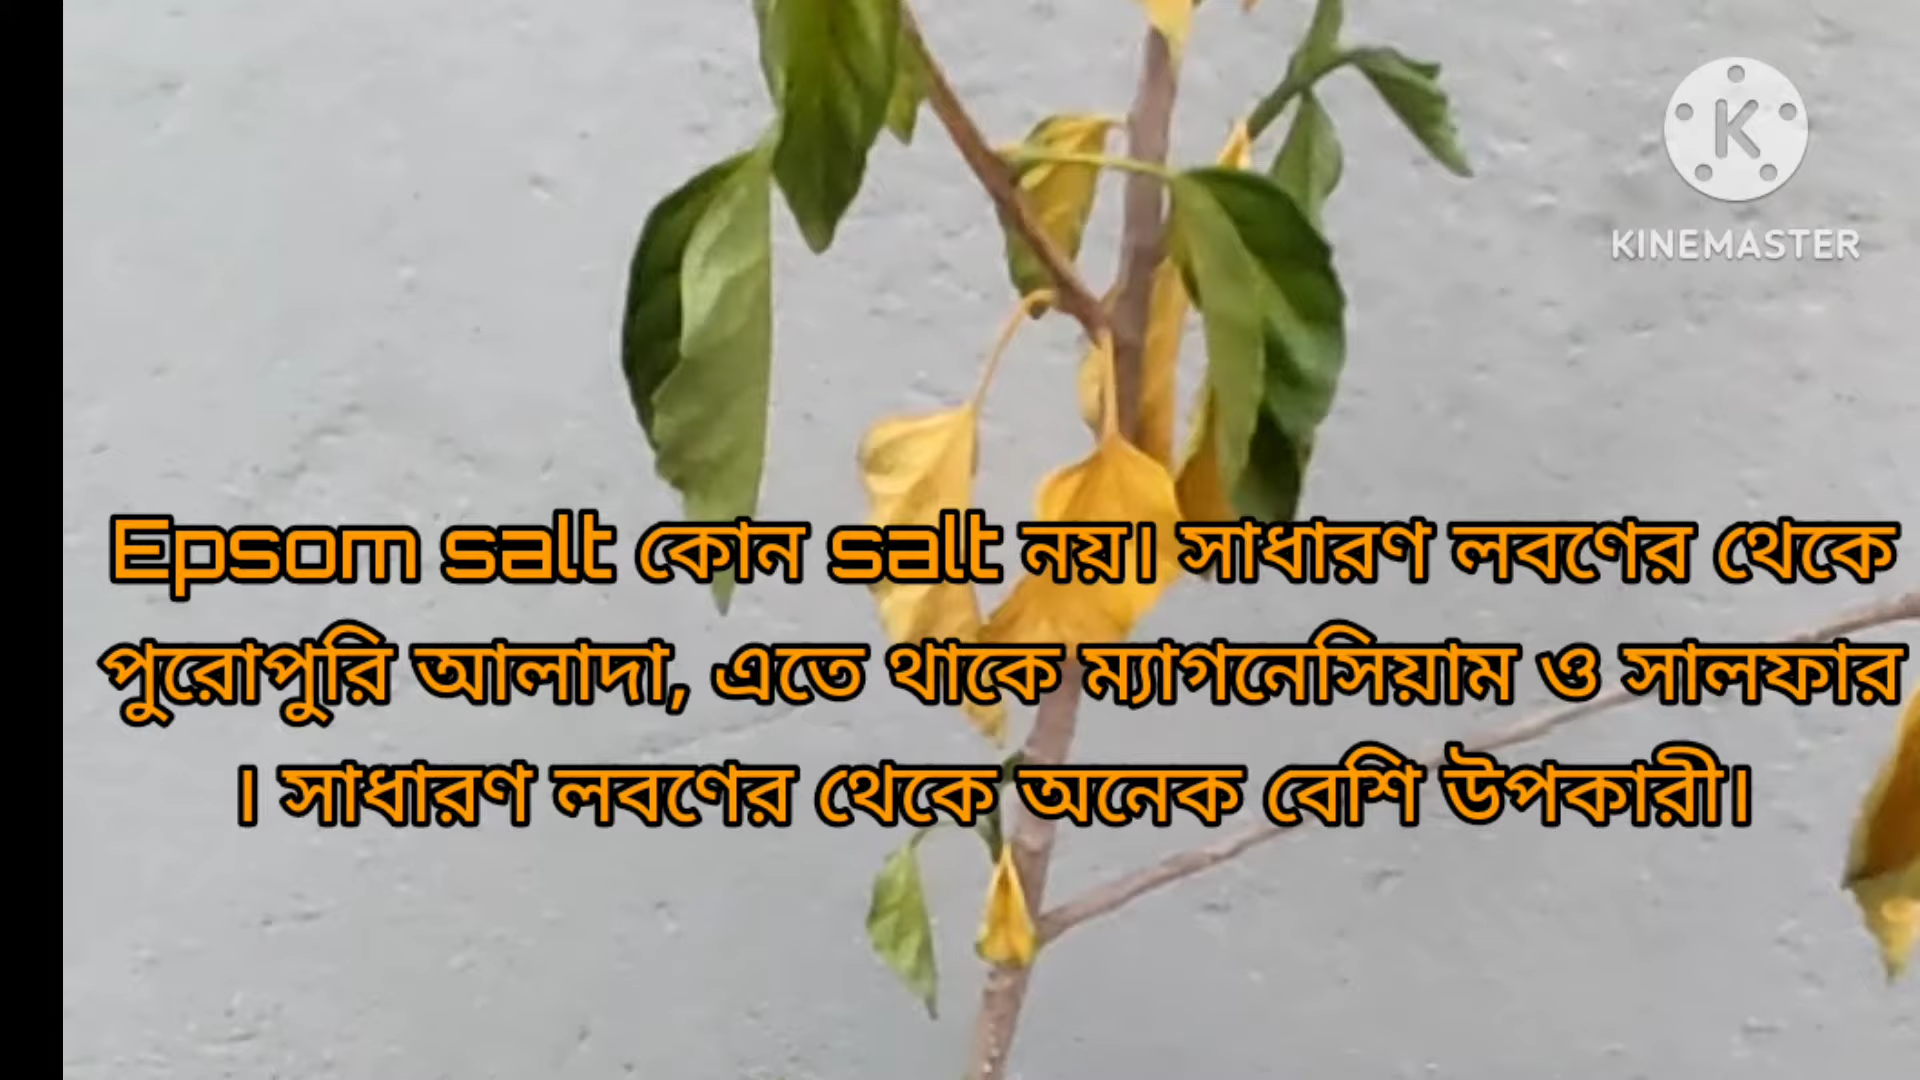 KINEMASTER
Epsom salt কোন salt নয়। সাধারণ লবণের থেকে
পুরোপুরি আলাদা, এতে থাকে ম্যাগনেসিয়াম ও সালফার
। সাধারণ লবণের থেকে অনেক বেশি উপকারী।